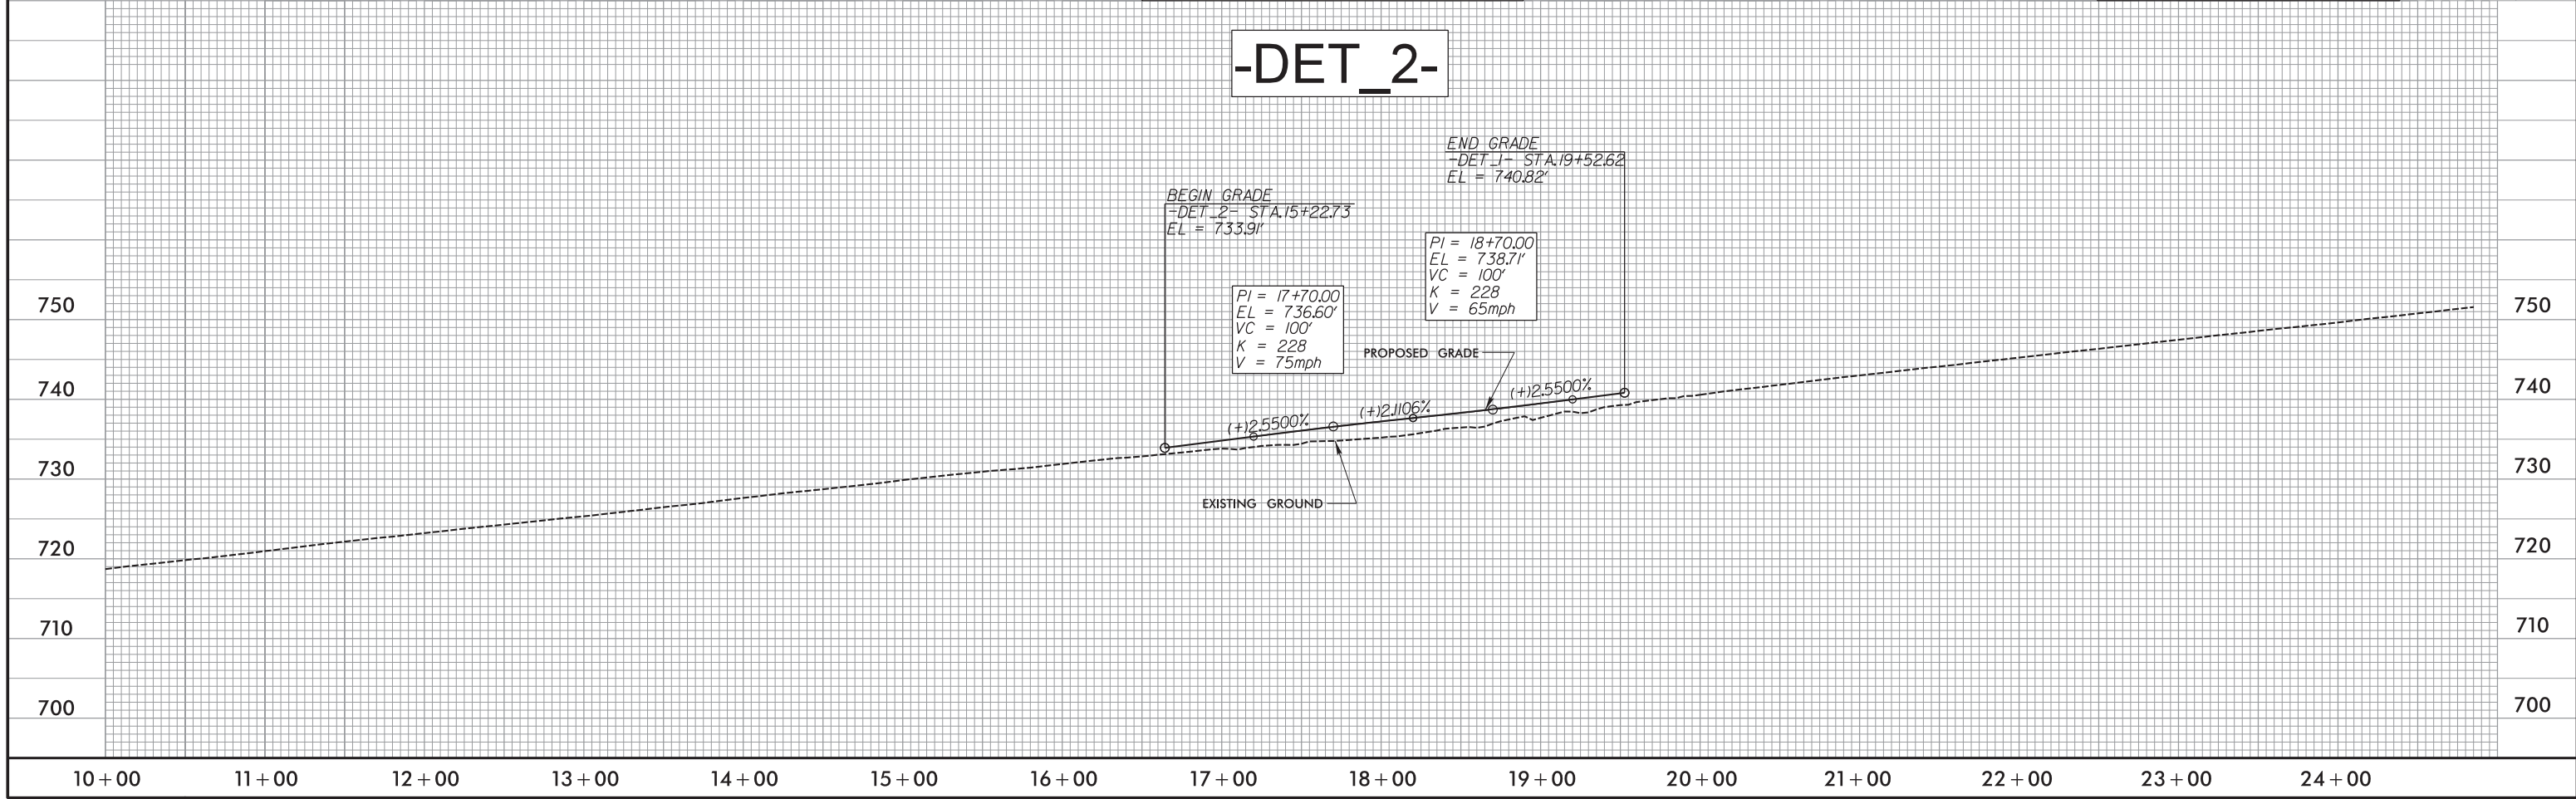 -DET_2-
END GRADE
-DET_1- STA.19+52.62
EL = 740.82'
BEGIN GRADE
-DET_2- STA.15+22.73
EL = 733.91'
PI = 18+70.00
EL = 738.71'
VC = 100'
K = 228
V = 65mph
PI = 17+70.00
EL = 736.60'
VC = 100'
K = 228
V = 75mph
PROPOSED GRADE
(+)2.5500%
(+)2.1106%
(+)2.5500%
EXISTING GROUND
750 750
740 740
730 730
720 720
710 710
700 700
10+00 11+00 12+00 13+00 14+00 15+00 16+00 17+00 18+00 19+00 20+00 21+00 22+00 23+00 24+00